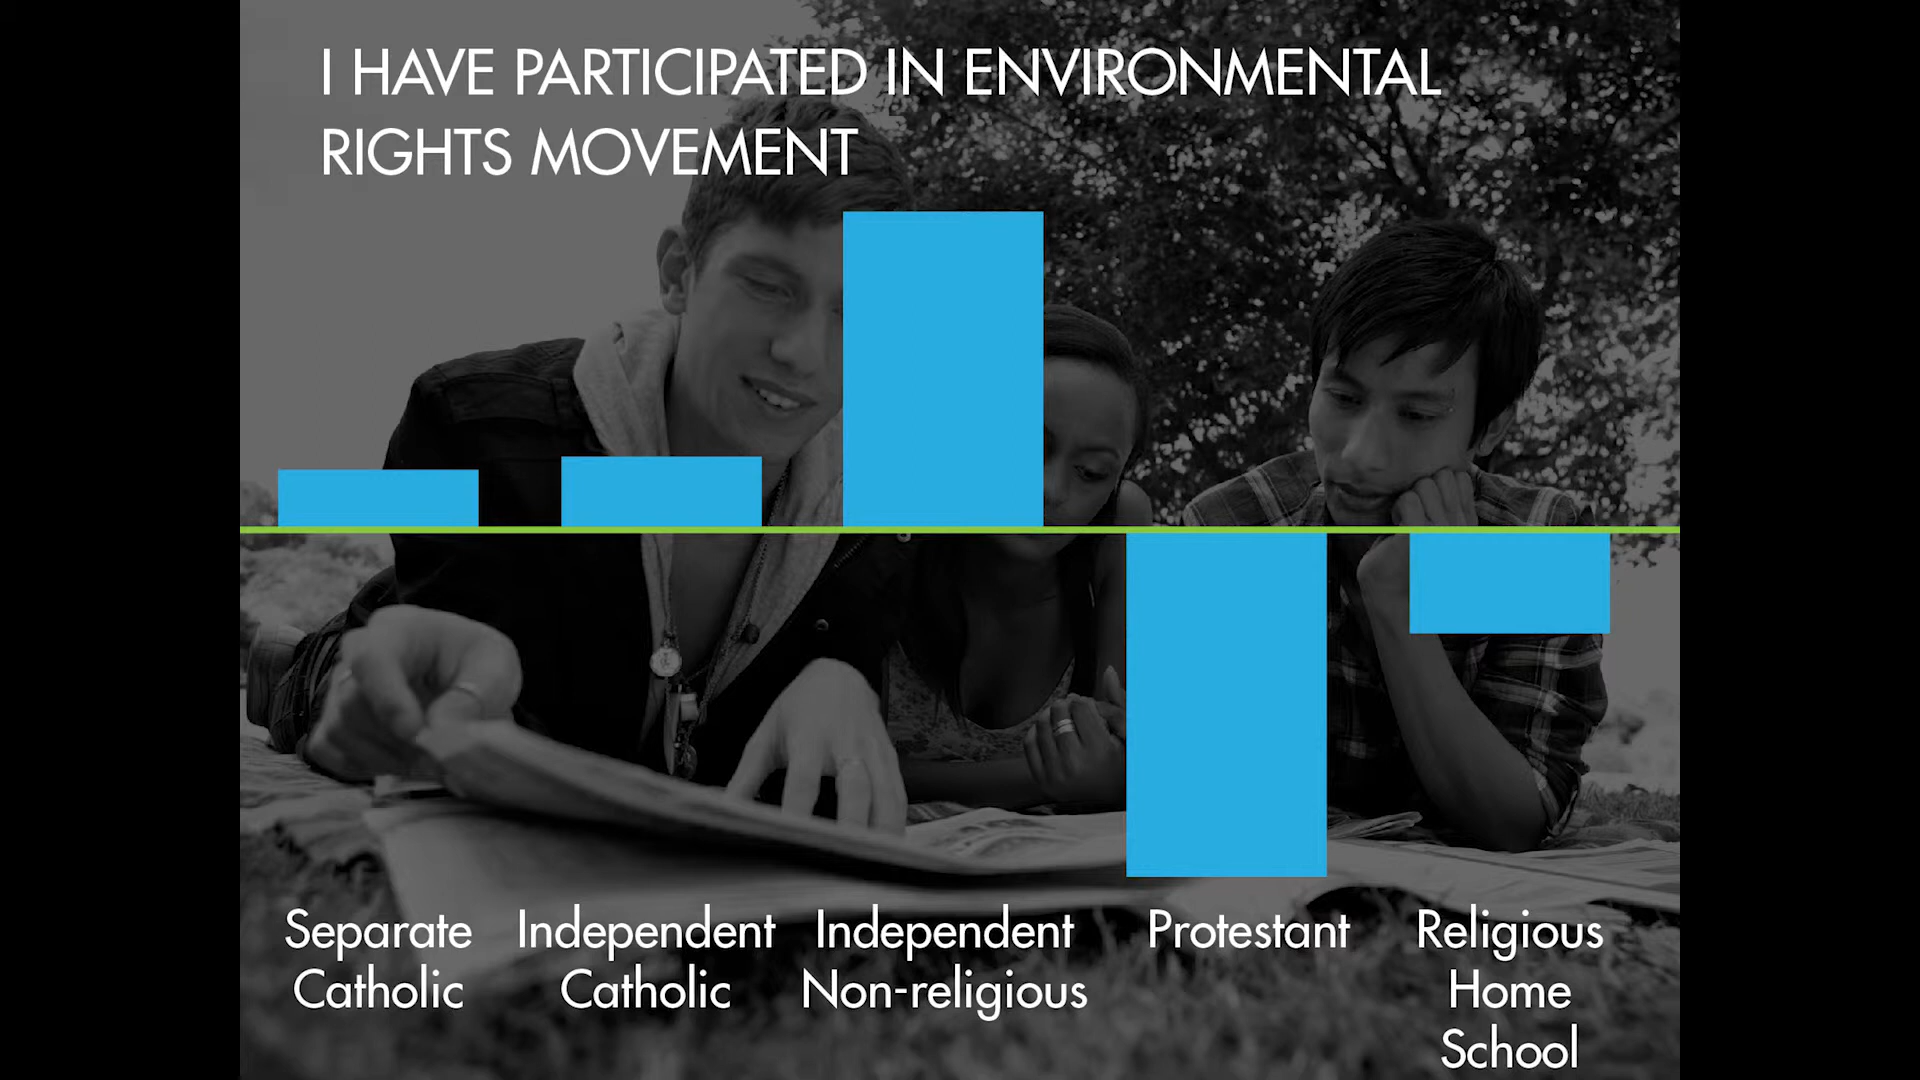 I HAVE PARTICIPATED IN ENVIRONMENTAL
RIGHTS MOVEMENT
Separate
Catholic
Independent
Catholic
Independent
Non-religious
Protestant
Religious
Home
School